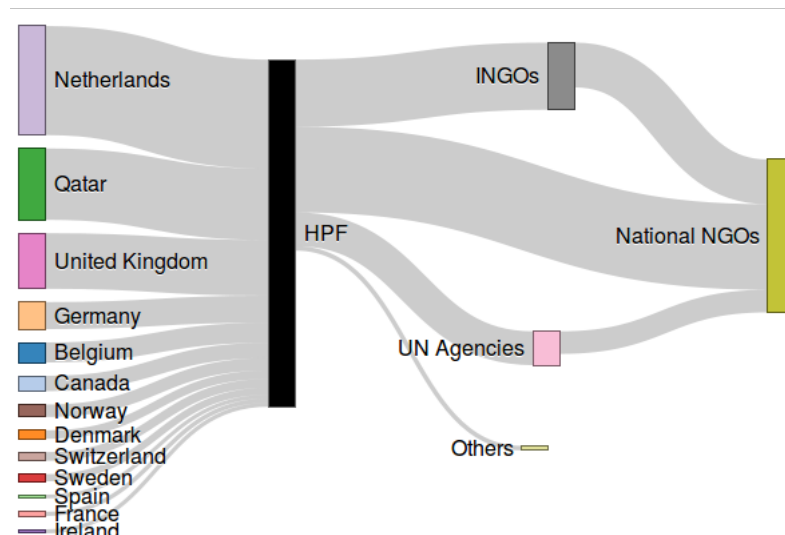 Netherlands
Qatar
United Kingdom
Germany
Belgium
Canada
Norway
Denmark
Switzerland
Sweden
Spain
France
Ireland
HPF
INGOs
National NGOs
UN Agencies
Others